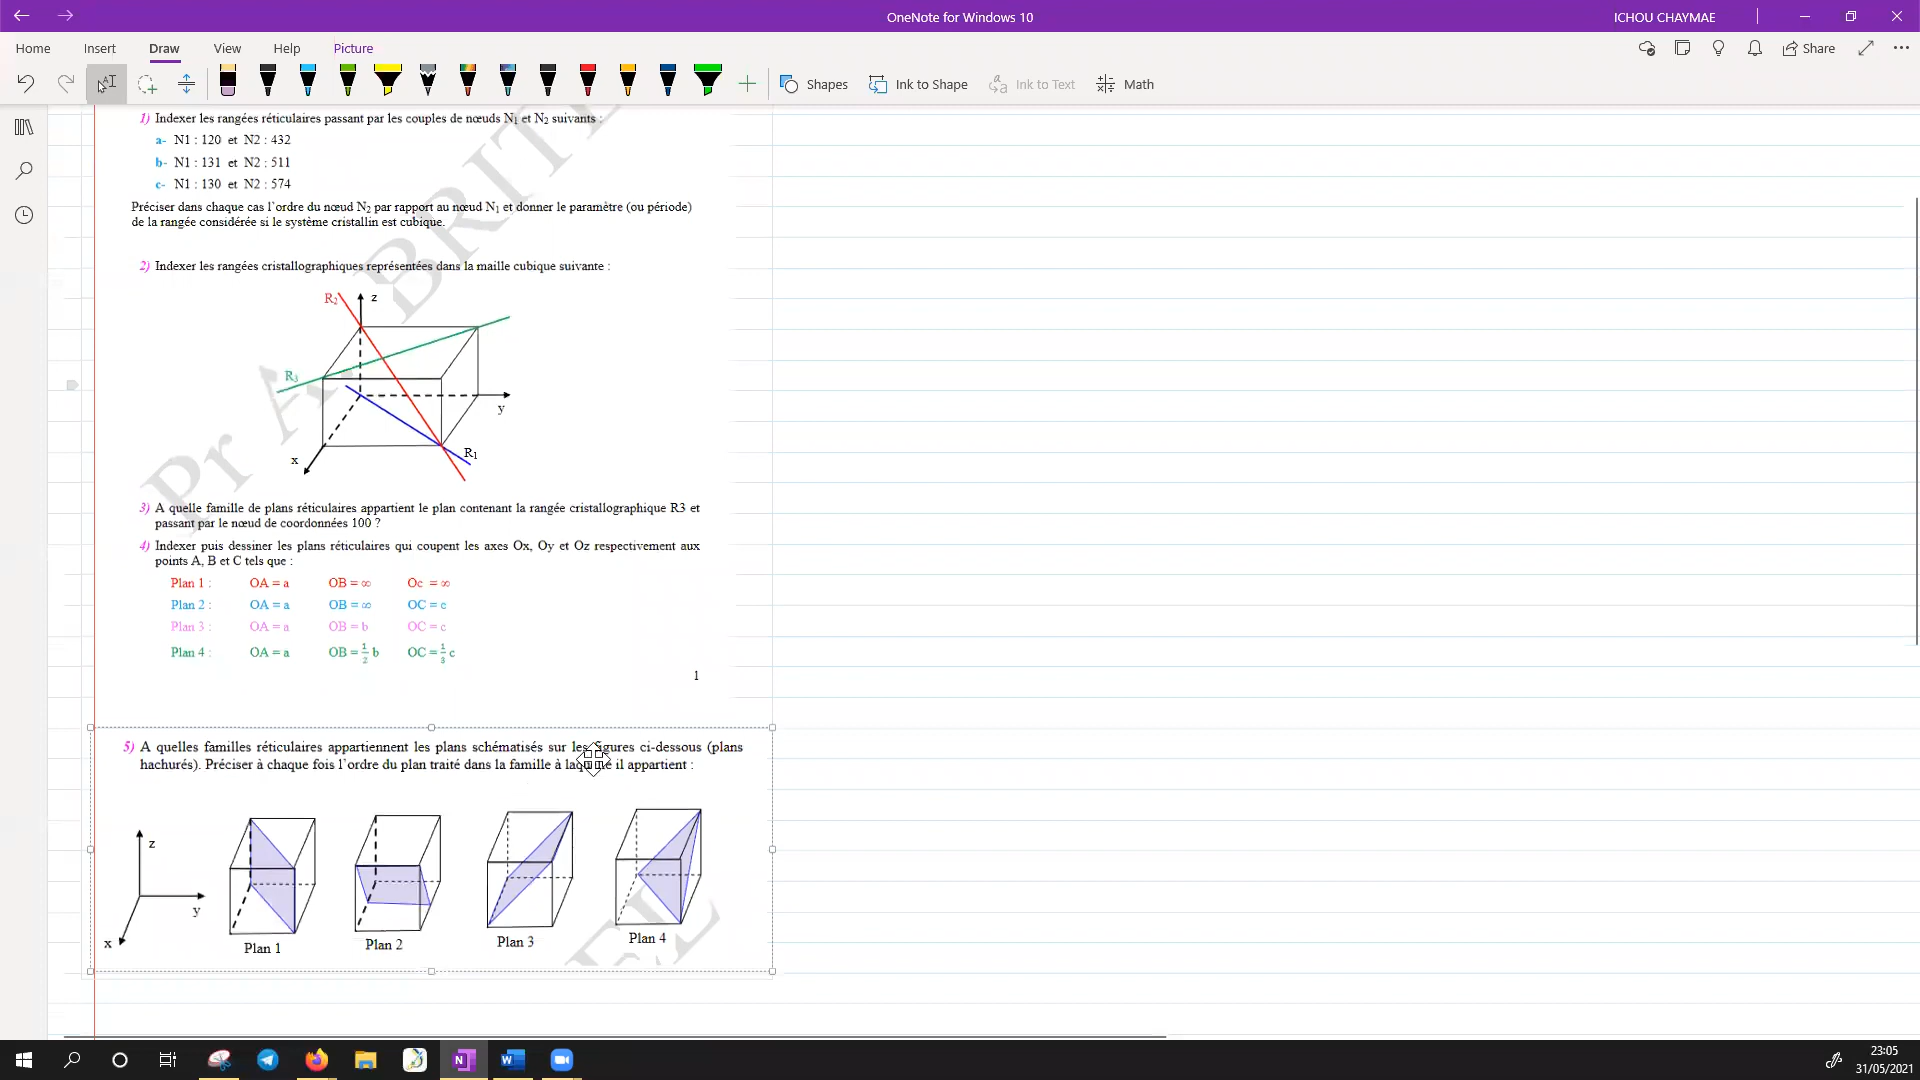 OneNote for Windows 10
ICHOU CHAYMAE
Home Insert Draw View Help Picture
Share
Shapes
Ink to Shape
Ink to Text
Math
1) Indexer les rangées réticulaires passant par les couples de nœuds N1 et N2 suivants :
a- N1 : 120 et N2 : 432
b- N1 : 131 et N2 : 511
c- N1 : 130 et N2 : 574
Préciser dans chaque cas l'ordre du nœud N2 par rapport au nœud N1 et donner le paramètre (ou période)
de la rangée considérée si le système cristallin est cubique.
2) Indexer les rangées cristallographiques représentées dans la maille cubique suivante :
R2
z
R3
y
x
R1
3) A quelle famille de plans réticulaires appartient le plan contenant la rangée cristallographique R3 et
passant par le nœud de coordonnées 100 ?
4) Indexer puis dessiner les plans réticulaires qui coupent les axes Ox, Oy et Oz respectivement aux
points A, B et C tels que :
Plan 1 : OA = a OB = ∞ Oc = ∞
Plan 2 : OA = a OB = ∞ OC = c
Plan 3 : OA = a OB = b OC = c
Plan 4 : OA = a OB = 1/2 b OC = 1/3 c
1
5) A quelles familles réticulaires appartiennent les plans schématisés sur les figures ci-dessous (plans
hachurés). Préciser à chaque fois l'ordre du plan traité dans la famille à laquelle il appartient :
z
y
x
Plan 1
Plan 2
Plan 3
Plan 4
23:05
31/05/2021